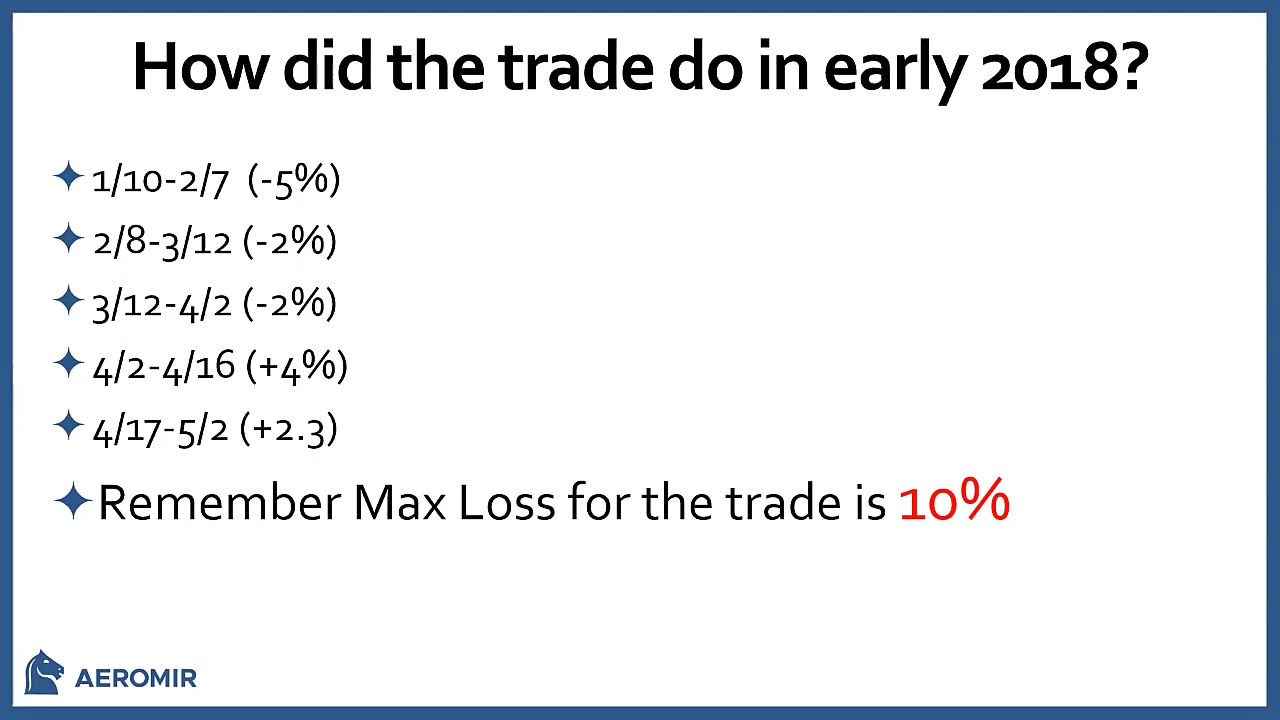 How did the trade do in early 2018?
1/10-2/7 (-5%)
2/8-3/12 (-2%)
3/12-4/2 (-2%)
4/2-4/16 (+4%)
4/17-5/2 (+2.3)
Remember Max Loss for the trade is 10%
AEROMIR